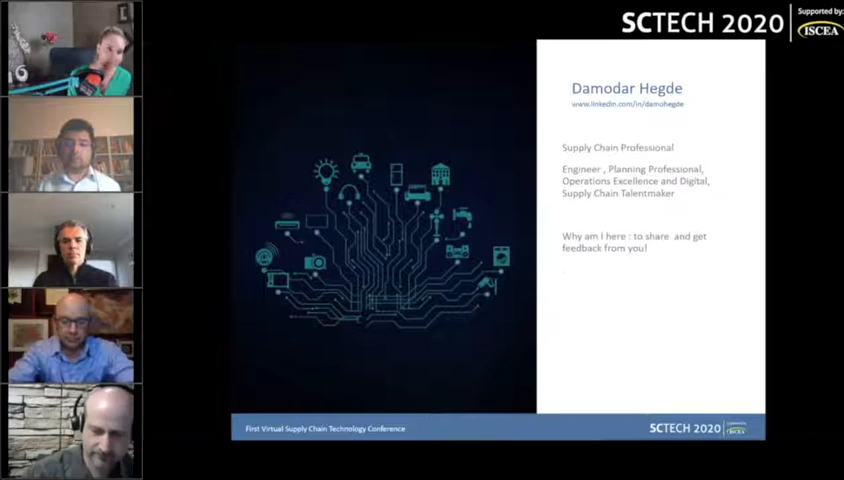 SCTECH 2020
Supported by:
ISCEA
Damodar Hegde
www.linkedin.com/in/damohegde
Supply Chain Professional
Engineer , Planning Professional,
Operations Excellence and Digital,
Supply Chain Talentmaker
Why am I here : to share and get
feedback from you!
First Virtual Supply Chain Technology Conference
SCTECH 2020
ISCEA